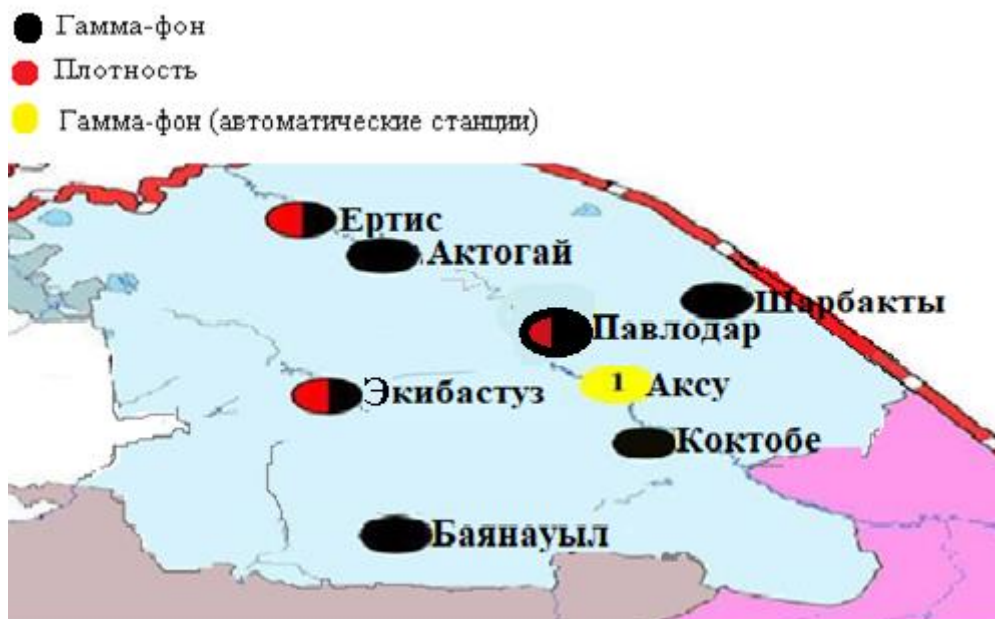 Гамма-фон
Плотность
Гамма-фон (автоматические станции)
Ертис
Актогай
Шарбакты
Павлодар
1 Аксу
Экибастуз
Коктобе
Баянауыл